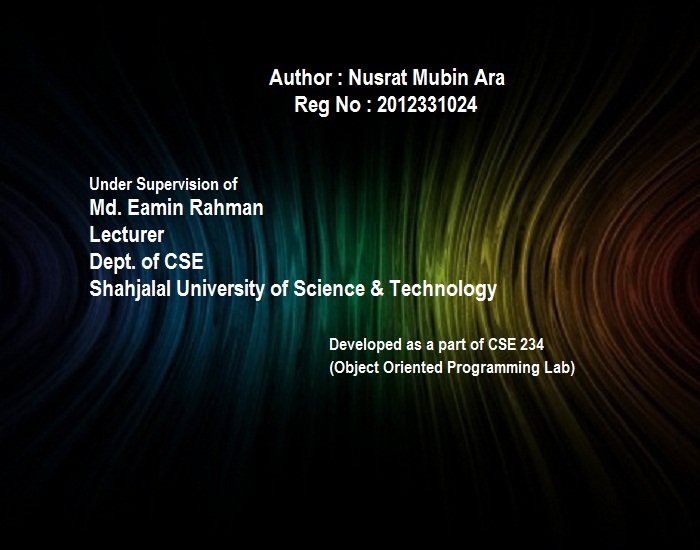 Author : Nusrat Mubin Ara
Reg No : 2012331024
Under Supervision of
Md. Eamin Rahman
Lecturer
Dept. of CSE
Shahjalal University of Science & Technology
Developed as a part of CSE 234
(Object Oriented Programming Lab)